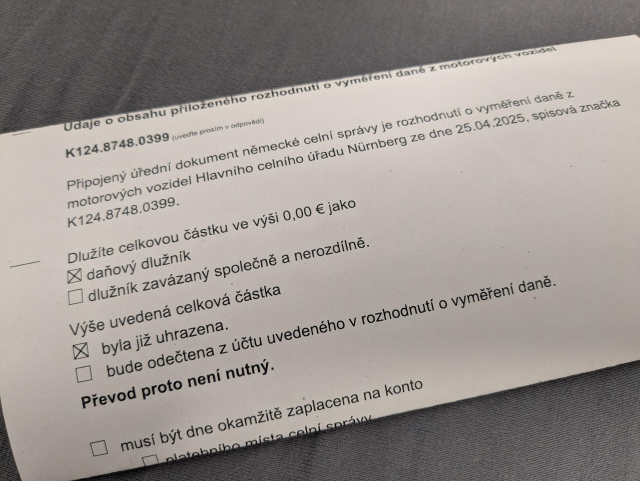 Údaje o obsahu přiloženého rozhodnutí o vyměření daně z motorových vozidel
K124.8748.0399 (uveďte prosím v odpovědi)
Připojený úřední dokument německé celní správy je rozhodnutí o vyměření daně z
motorových vozidel Hlavního celního úřadu Nürnberg ze dne 25.04.2025, spisová značka
K124.8748.0399.
Dlužíte celkovou částku ve výši 0,00 € jako
☒ daňový dlužník
☐ dlužník zavázaný společně a nerozdílně.
Výše uvedená celková částka
☒ byla již uhrazena.
☐ bude odečtena z účtu uvedeného v rozhodnutí o vyměření daně.
Převod proto není nutný.
☐ musí být dne okamžitě zaplacena na konto
☐ platebního místa celní správy